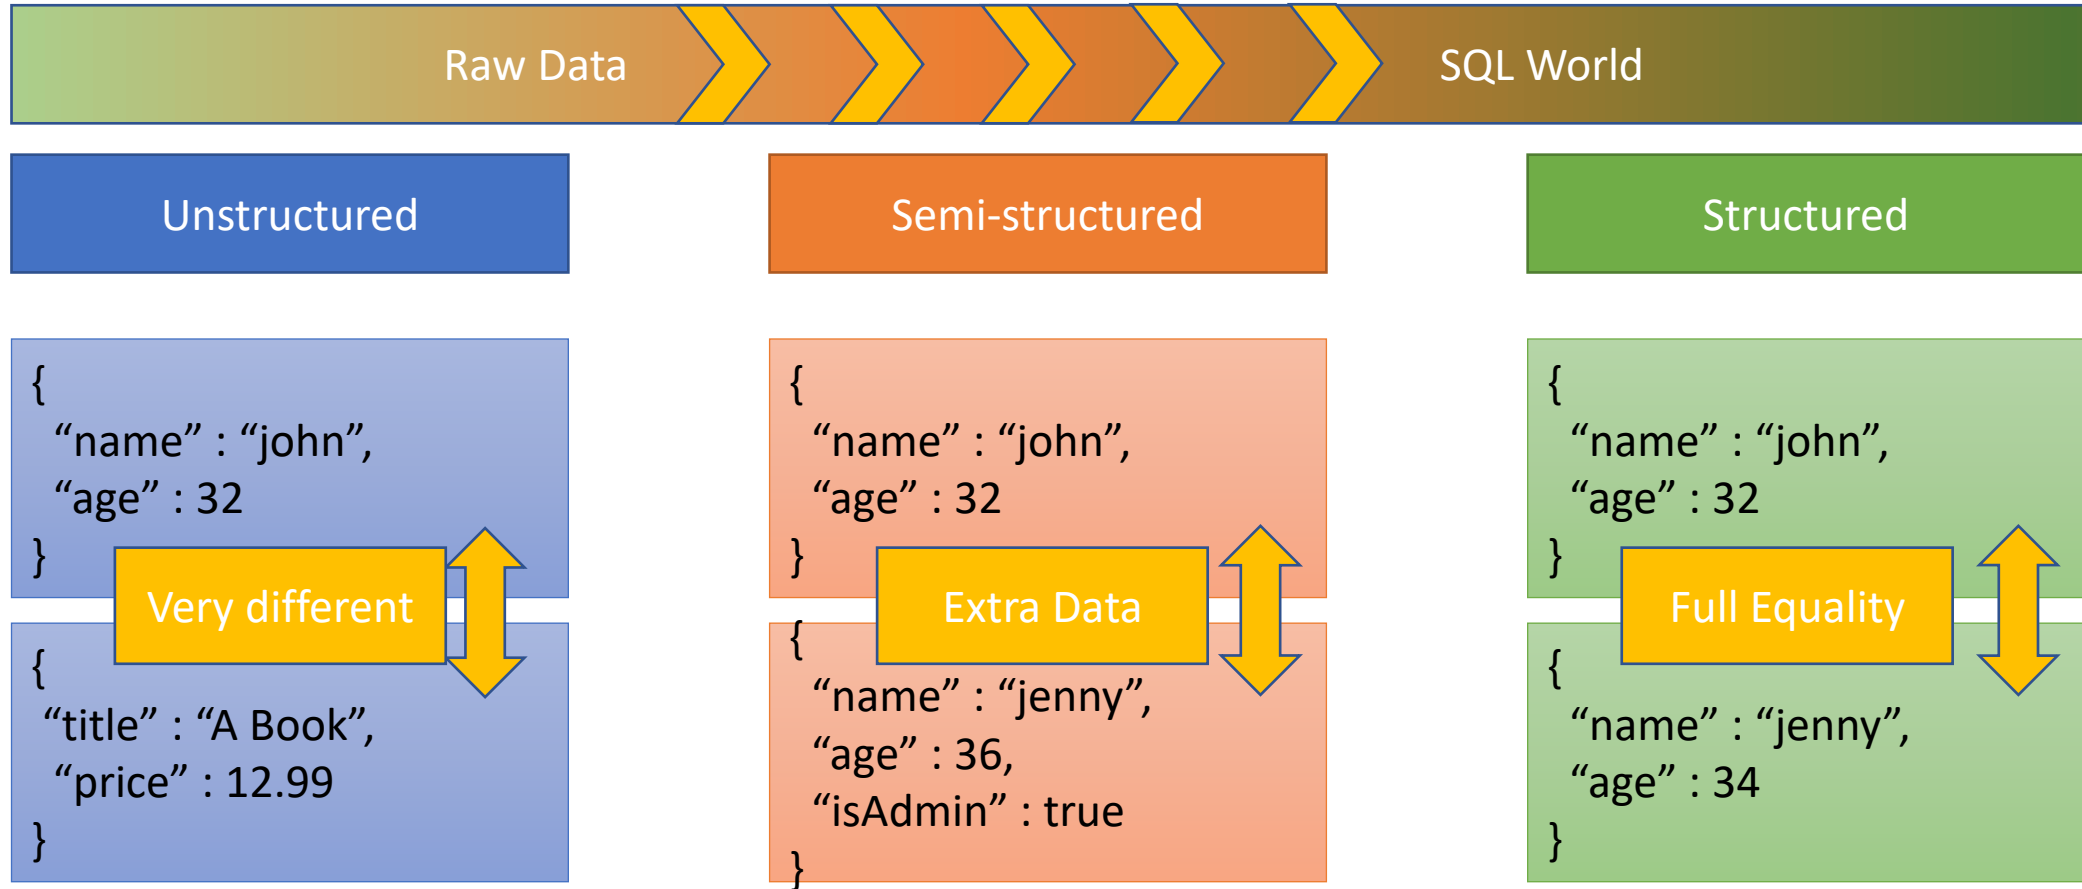 Raw Data
SQL World
Unstructured
Semi-structured
Structured
{
“name” : “john”,
“age” : 32
}
Very different
{
“title” : “A Book”,
“price” : 12.99
}
{
“name” : “john”,
“age” : 32
}
Extra Data
{
“name” : “jenny”,
“age” : 36,
“isAdmin” : true
}
{
“name” : “john”,
“age” : 32
}
Full Equality
{
“name” : “jenny”,
“age” : 34
}